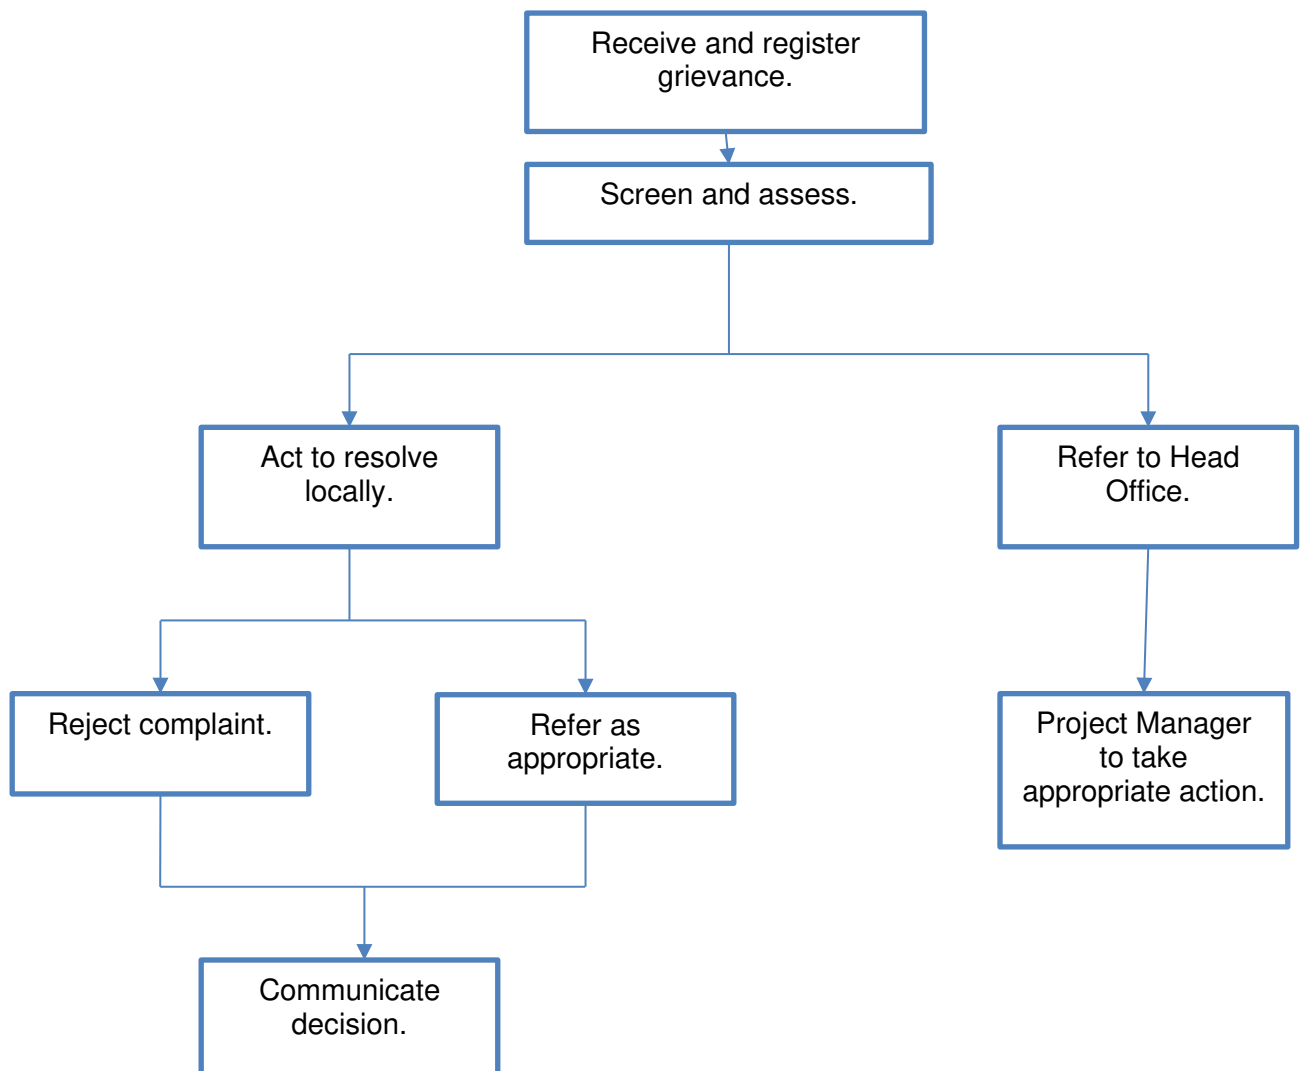 Receive and register
grievance.
Screen and assess.
Act to resolve
locally.
Refer to Head
Office.
Reject complaint.
Refer as
appropriate.
Project Manager
to take
appropriate action.
Communicate
decision.